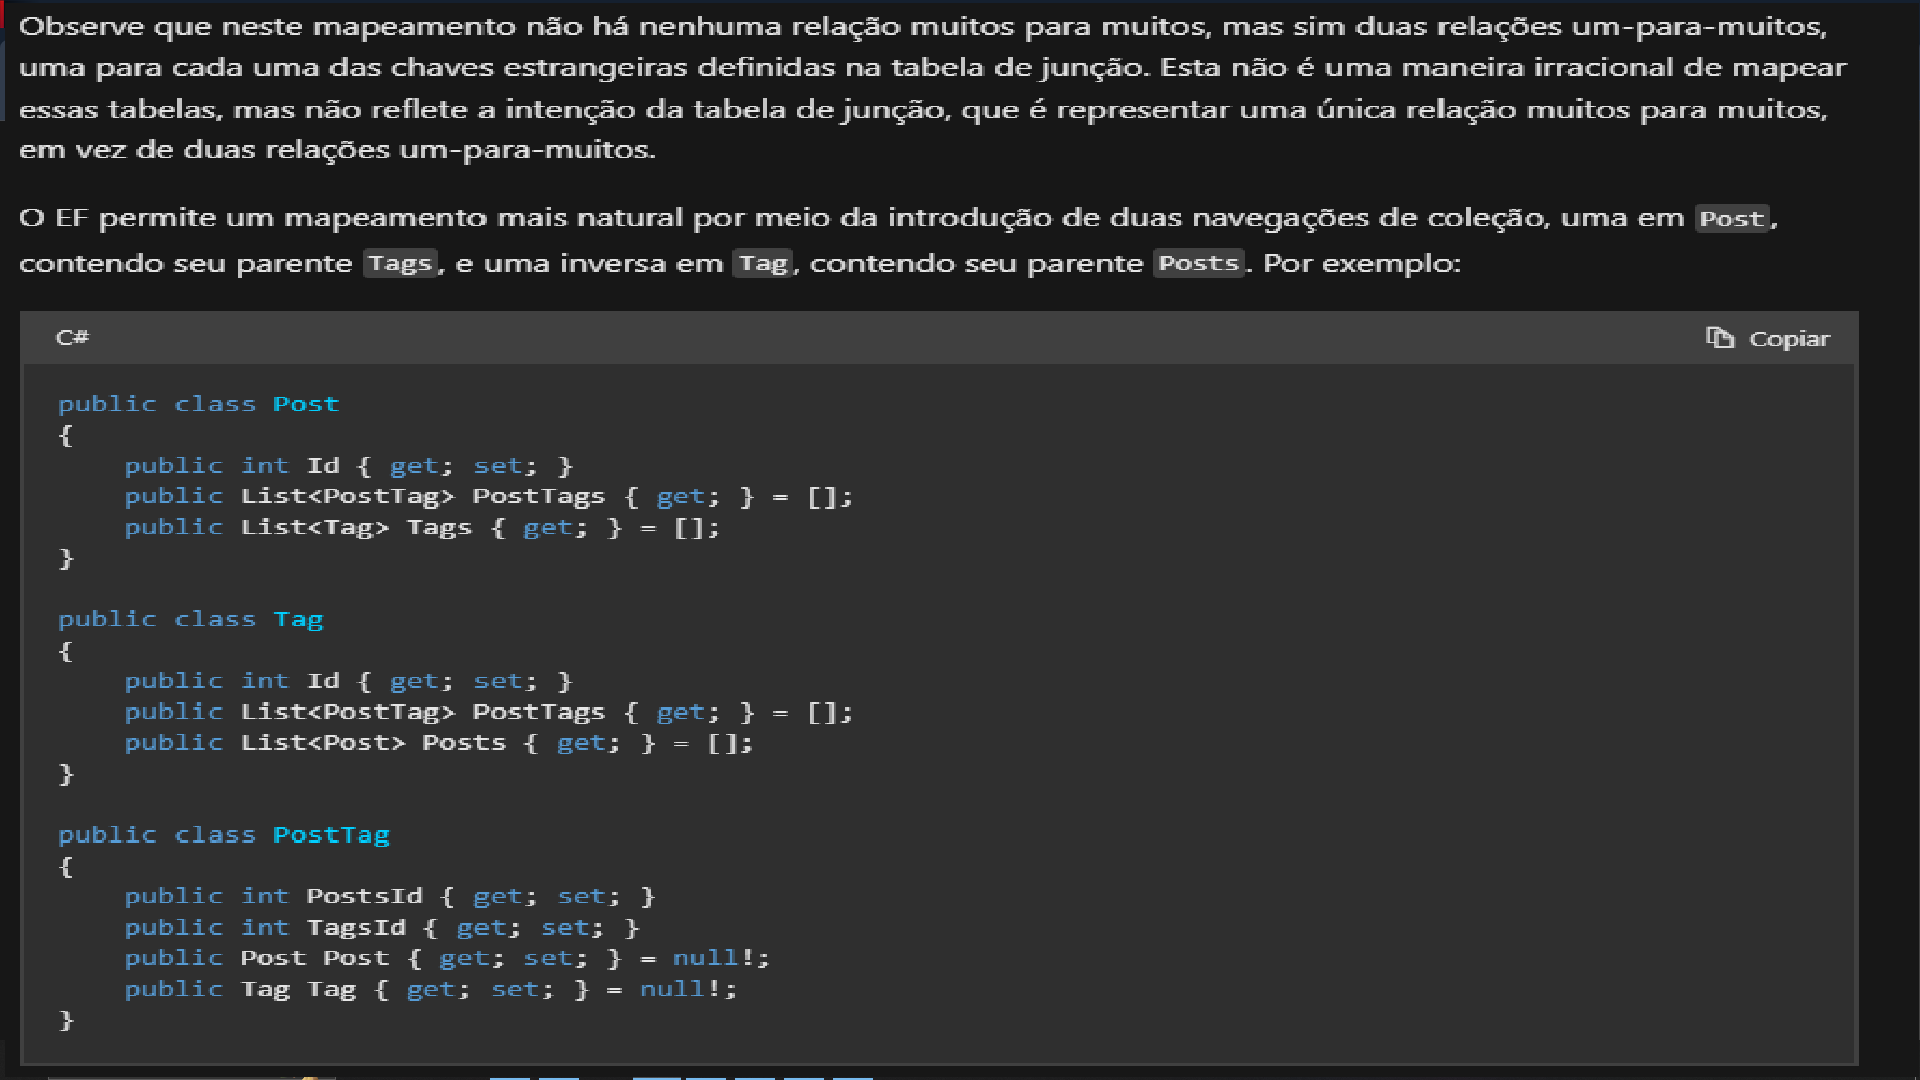 Observe que neste mapeamento não há nenhuma relação muitos para muitos, mas sim duas relações um-para-muitos,
uma para cada uma das chaves estrangeiras definidas na tabela de junção. Esta não é uma maneira irracional de mapear
essas tabelas, mas não reflete a intenção da tabela de junção, que é representar uma única relação muitos para muitos,
em vez de duas relações um-para-muitos.
O EF permite um mapeamento mais natural por meio da introdução de duas navegações de coleção, uma em Post,
contendo seu parente Tags, e uma inversa em Tag, contendo seu parente Posts. Por exemplo:
C# Copiar
public class Post
{
    public int Id { get; set; }
    public List<PostTag> PostTags { get; } = [];
    public List<Tag> Tags { get; } = [];
}
public class Tag
{
    public int Id { get; set; }
    public List<PostTag> PostTags { get; } = [];
    public List<Post> Posts { get; } = [];
}
public class PostTag
{
    public int PostsId { get; set; }
    public int TagsId { get; set; }
    public Post Post { get; set; } = null!;
    public Tag Tag { get; set; } = null!;
}